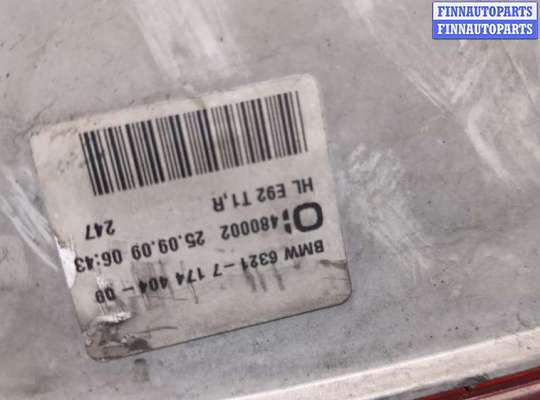 FINNAUTOPARTS
FINNAUTOPARTS
BMW 6321-7 174 404-09
480002 25.09.09 06:43
247
HL E92 T1,R